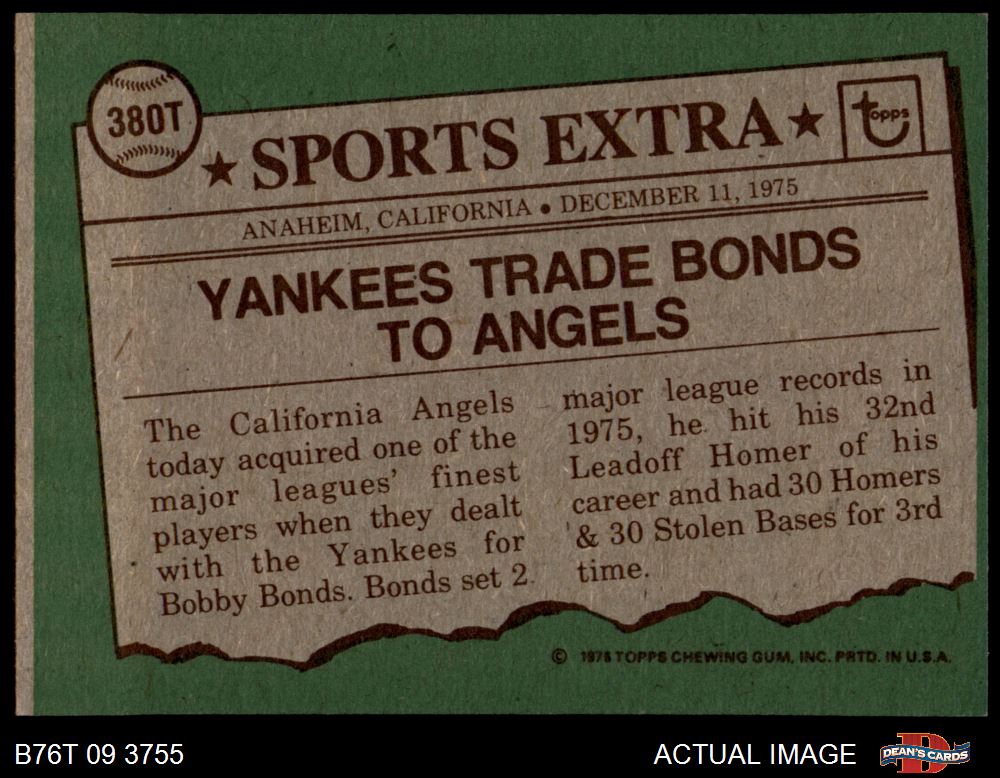 380T
★ SPORTS EXTRA ★
topps
ANAHEIM, CALIFORNIA • DECEMBER 11, 1975
YANKEES TRADE BONDS
TO ANGELS
The California Angels
today acquired one of the
major leagues' finest
players when they dealt
with the Yankees for
Bobby Bonds. Bonds set 2
major league records in
1975, he hit his 32nd
Leadoff Homer of his
career and had 30 Homers
& 30 Stolen Bases for 3rd
time.
© 1976 TOPPS CHEWING GUM, INC. PRTD. IN U.S.A.
B76T 09 3755
ACTUAL IMAGE
D
DEAN'S CARDS